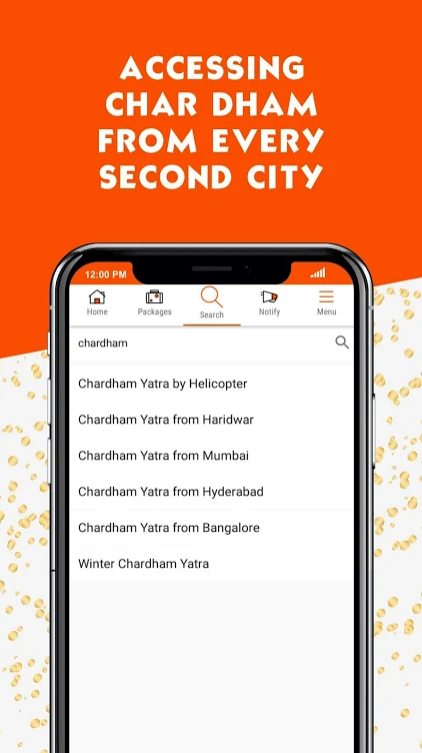 ACCESSING
CHAR DHAM
FROM EVERY
SECOND CITY
12:00 PM
Home Packages Search Notify Menu
chardham
Chardham Yatra by Helicopter
Chardham Yatra from Haridwar
Chardham Yatra from Mumbai
Chardham Yatra from Hyderabad
Chardham Yatra from Bangalore
Winter Chardham Yatra